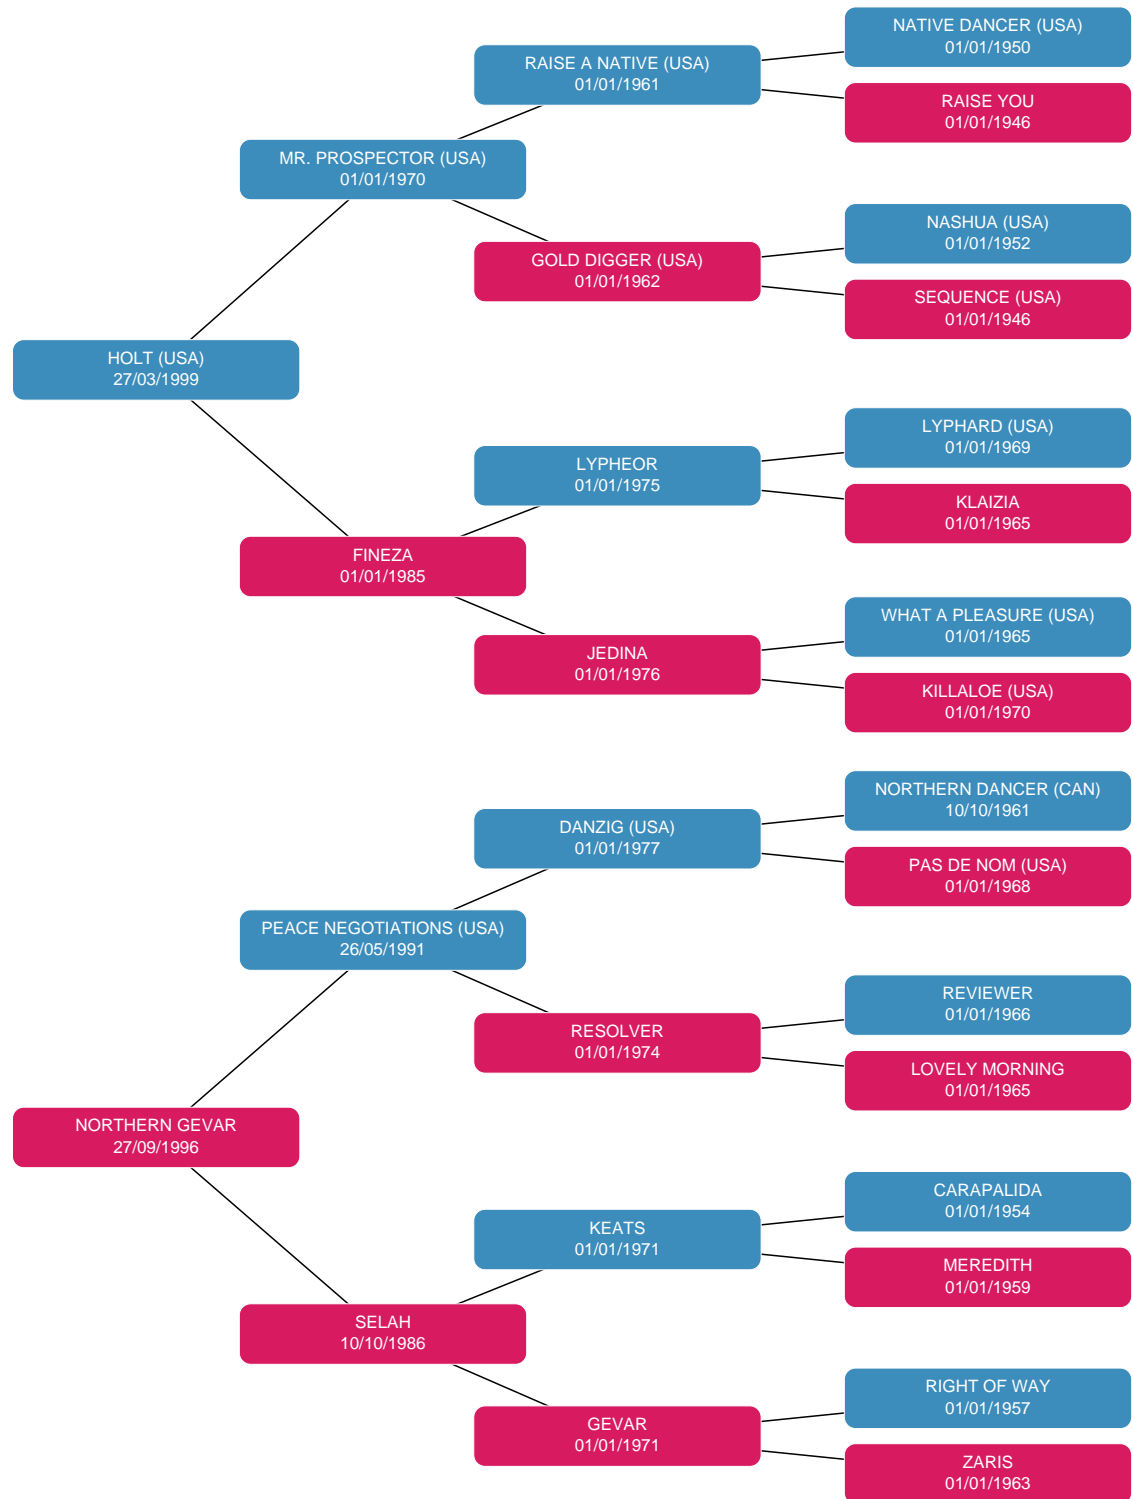 NATIVE DANCER (USA)
01/01/1950
RAISE A NATIVE (USA)
01/01/1961
RAISE YOU
01/01/1946
MR. PROSPECTOR (USA)
01/01/1970
NASHUA (USA)
01/01/1952
GOLD DIGGER (USA)
01/01/1962
SEQUENCE (USA)
01/01/1946
HOLT (USA)
27/03/1999
LYPHARD (USA)
01/01/1969
LYPHEOR
01/01/1975
KLAIZIA
01/01/1965
FINEZA
01/01/1985
WHAT A PLEASURE (USA)
01/01/1965
JEDINA
01/01/1976
KILLALOE (USA)
01/01/1970
NORTHERN DANCER (CAN)
10/10/1961
DANZIG (USA)
01/01/1977
PAS DE NOM (USA)
01/01/1968
PEACE NEGOTIATIONS (USA)
26/05/1991
REVIEWER
01/01/1966
RESOLVER
01/01/1974
LOVELY MORNING
01/01/1965
NORTHERN GEVAR
27/09/1996
CARAPALIDA
01/01/1954
KEATS
01/01/1971
MEREDITH
01/01/1959
SELAH
10/10/1986
RIGHT OF WAY
01/01/1957
GEVAR
01/01/1971
ZARIS
01/01/1963